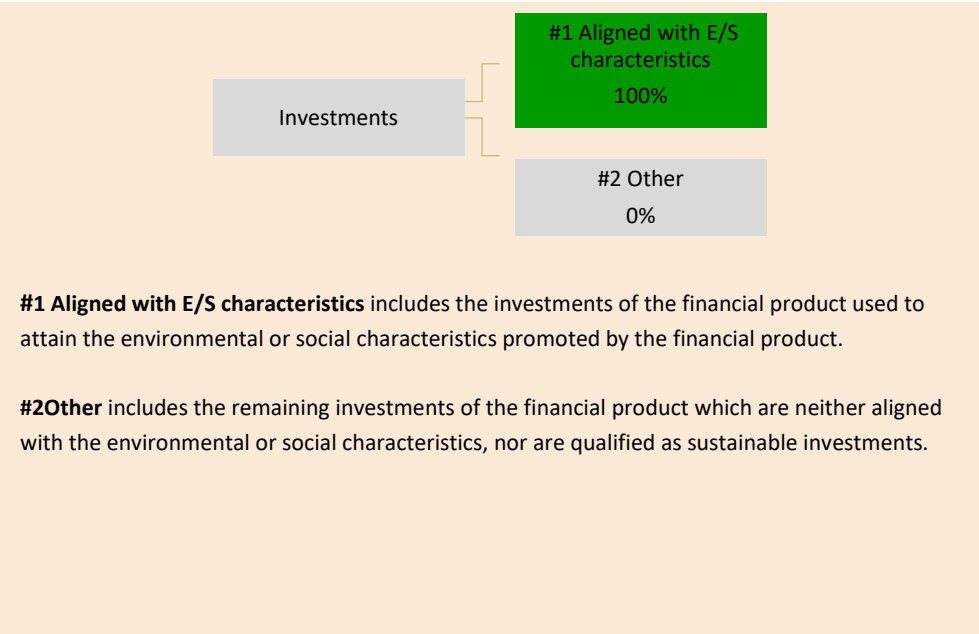 #1 Aligned with E/S
characteristics
100%
Investments
#2 Other
0%
#1 Aligned with E/S characteristics includes the investments of the financial product used to
attain the environmental or social characteristics promoted by the financial product.
#2Other includes the remaining investments of the financial product which are neither aligned
with the environmental or social characteristics, nor are qualified as sustainable investments.